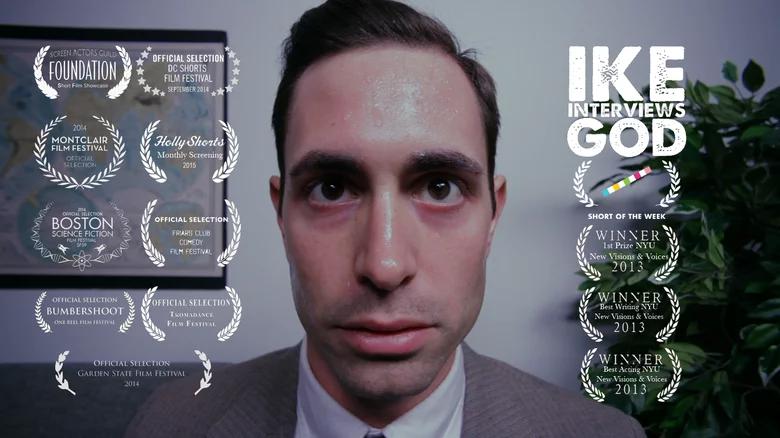 SCREEN ACTORS GUILD
FOUNDATION
Short Film Showcase
OFFICIAL SELECTION
DC SHORTS
FILM FESTIVAL
SEPTEMBER 2014
2014
MONTCLAIR
FILM FESTIVAL
OFFICIAL
SELECTION
HollyShorts
Monthly Screening
2015
OFFICIAL SELECTION
BOSTON
SCIENCE FICTION
FILM FESTIVAL
OFFICIAL SELECTION
FRIARS CLUB
COMEDY
FILM FESTIVAL
OFFICIAL SELECTION
BUMBERSHOOT
ONE REEL FILM FESTIVAL
OFFICIAL SELECTION
TROMADANCE
FILM FESTIVAL
OFFICIAL SELECTION
GARDEN STATE FILM FESTIVAL
2014
IKE
INTERVIEWS
GOD
SHORT OF THE WEEK
WINNER
1st Prize NYU
New Visions & Voices
2013
WINNER
Best Writing NYU
New Visions & Voices
2013
WINNER
Best Acting NYU
New Visions & Voices
2013